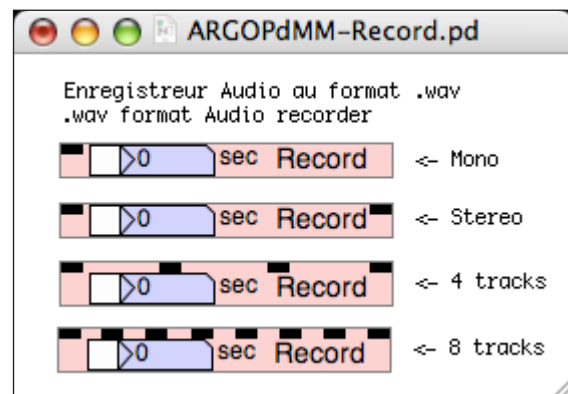 ARGOPdMM-Record.pd
Enregistreur Audio au format .wav
.wav format Audio recorder
0 sec Record <- Mono
0 sec Record <- Stereo
0 sec Record <- 4 tracks
0 sec Record <- 8 tracks